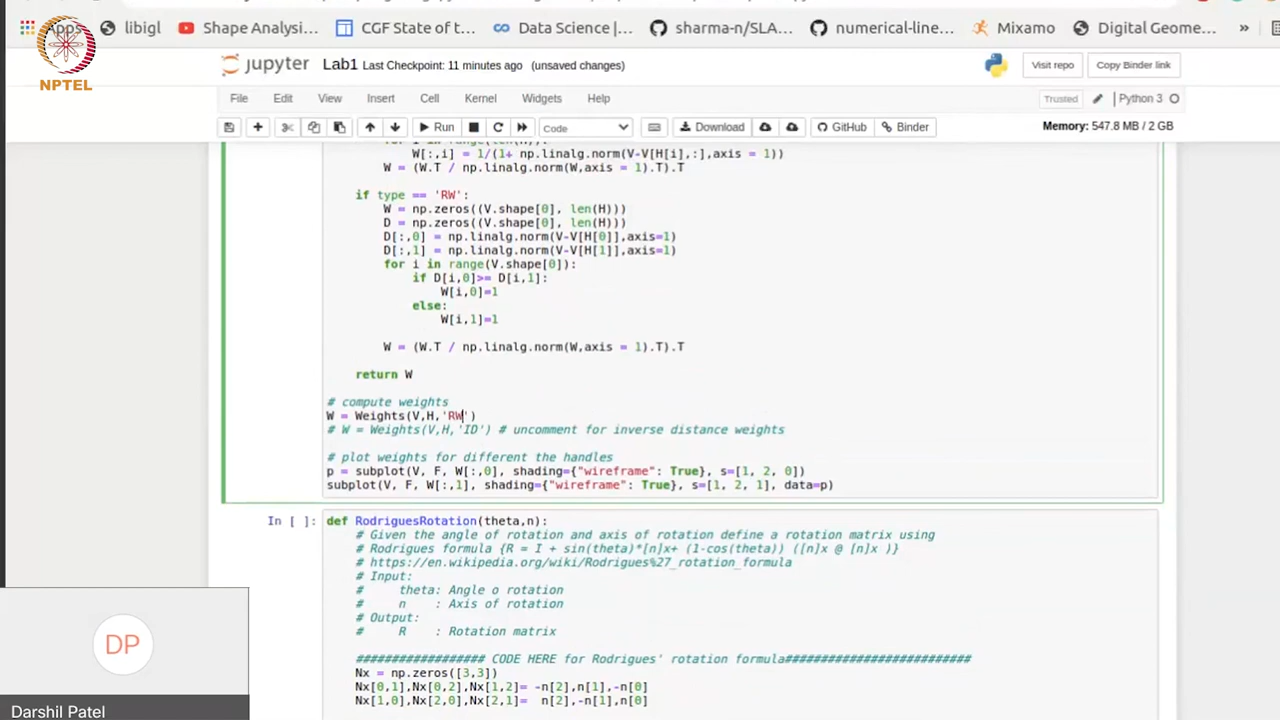 Apps
libigl
Shape Analysi...
CGF State of t...
Data Science |...
sharma-n/SLA...
numerical-line...
Mixamo
Digital Geome...
»
NPTEL
jupyter Lab1 Last Checkpoint: 11 minutes ago (unsaved changes)
Visit repo
Copy Binder link
File Edit View Insert Cell Kernel Widgets Help
Trusted
Python 3
Run
Code
Download
GitHub
Binder
Memory: 547.8 MB / 2 GB
W[:,i] = 1/(1+ np.linalg.norm(V-V[H[i],:],axis = 1))
W = (W.T / np.linalg.norm(W,axis = 1).T).T
if type == 'RW':
W = np.zeros((V.shape[0], len(H)))
D = np.zeros((V.shape[0], len(H)))
D[:,0] = np.linalg.norm(V-V[H[0]],axis=1)
D[:,1] = np.linalg.norm(V-V[H[1]],axis=1)
for i in range(V.shape[0]):
if D[i,0]>= D[i,1]:
W[i,0]=1
else:
W[i,1]=1
W = (W.T / np.linalg.norm(W,axis = 1).T).T
return W
# compute weights
W = Weights(V,H,'RW')
# W = Weights(V,H,'ID') # uncomment for inverse distance weights
# plot weights for different the handles
p = subplot(V, F, W[:,0], shading={"wireframe": True}, s=[1, 2, 0])
subplot(V, F, W[:,1], shading={"wireframe": True}, s=[1, 2, 1], data=p)
In [ ]: def RodriguesRotation(theta,n):
# Given the angle of rotation and axis of rotation define a rotation matrix using
# Rodrigues formula {R = I + sin(theta)*[n]x+ (1-cos(theta)) ([n]x @ [n]x )}
# https://en.wikipedia.org/wiki/Rodrigues%27_rotation_formula
# Input:
# theta: Angle o rotation
# n : Axis of rotation
# Output:
# R : Rotation matrix
################## CODE HERE for Rodrigues' rotation formula##########################
Nx = np.zeros([3,3])
Nx[0,1],Nx[0,2],Nx[1,2]= -n[2],n[1],-n[0]
Nx[1,0],Nx[2,0],Nx[2,1]= n[2],-n[1],n[0]
DP
Darshil Patel